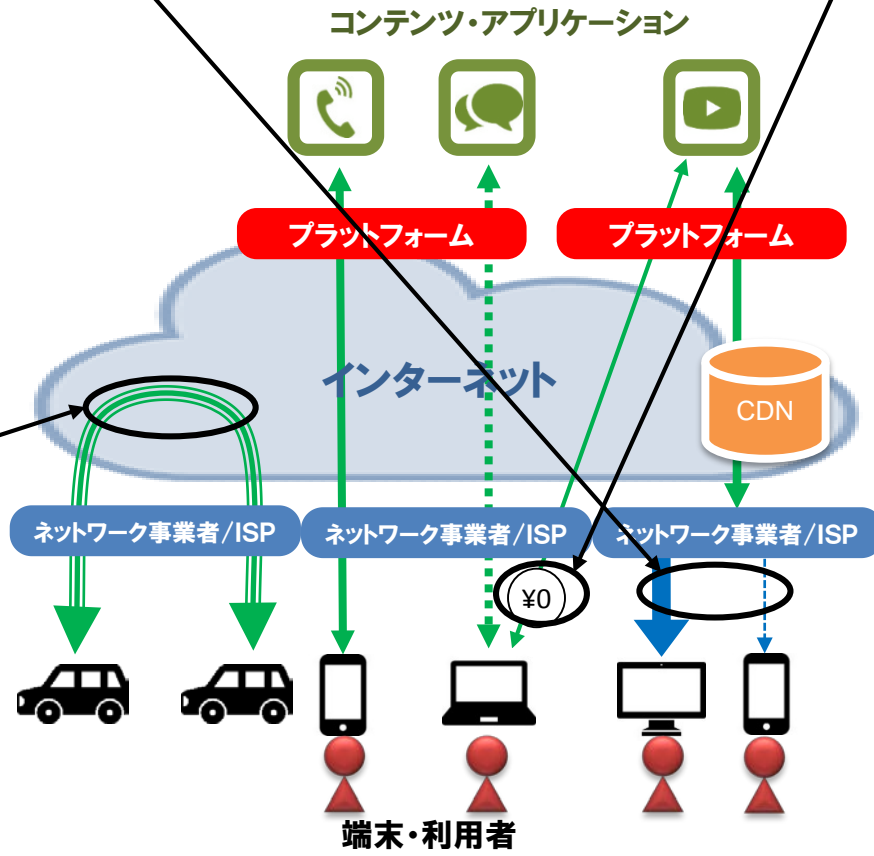 コンテンツ・アプリケーション
プラットフォーム
プラットフォーム
インターネット
CDN
ネットワーク事業者/ISP
ネットワーク事業者/ISP
ネットワーク事業者/ISP
¥0
端末・利用者